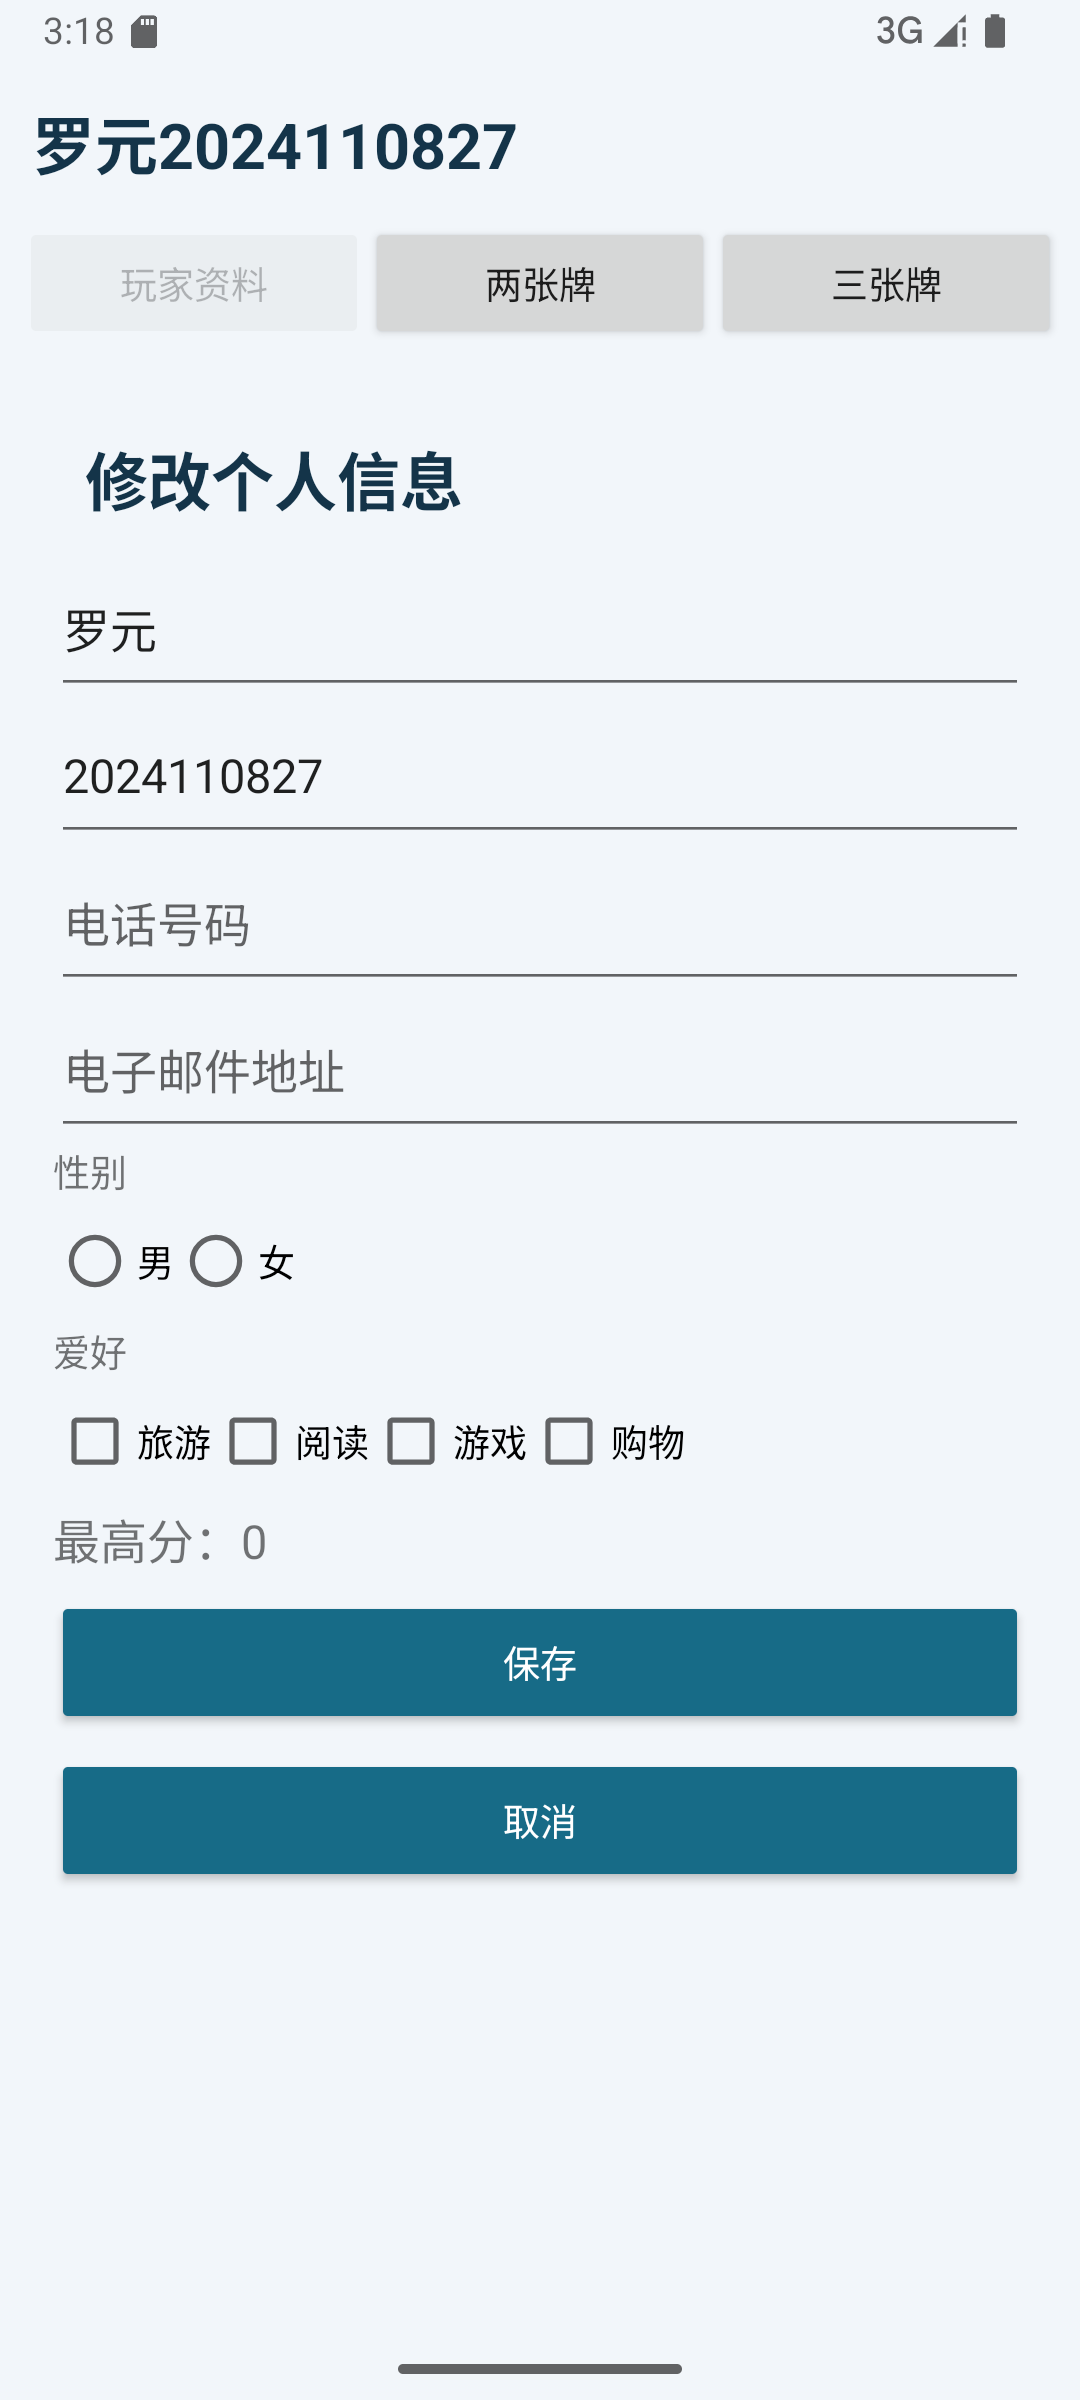 3:18 3G
罗元2024110827
玩家资料 两张牌 三张牌
修改个人信息
罗元
2024110827
电话号码
电子邮件地址
性别
男 女
爱好
旅游 阅读 游戏 购物
最高分：0
保存
取消